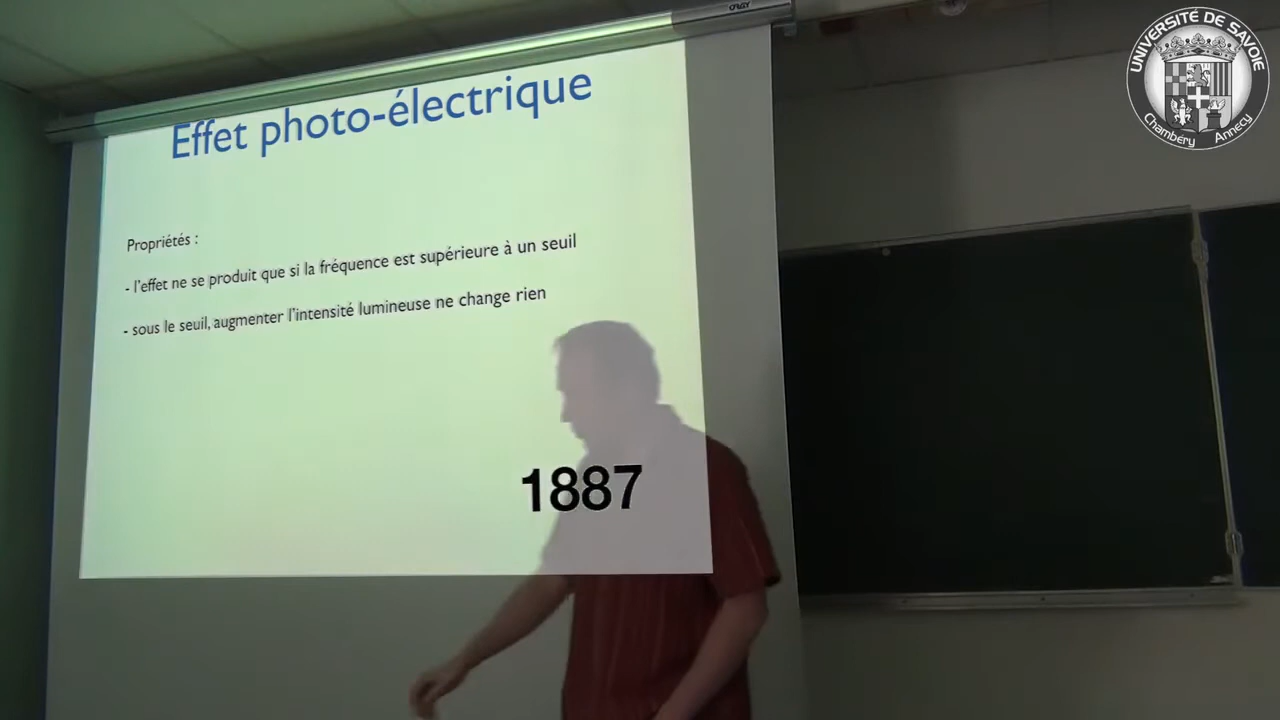 ORAY
UNIVERSITÉ DE SAVOIE
Chambéry Annecy
Effet photo-électrique
Propriétés :
- l'effet ne se produit que si la fréquence est supérieure à un seuil
- sous le seuil, augmenter l'intensité lumineuse ne change rien
1887